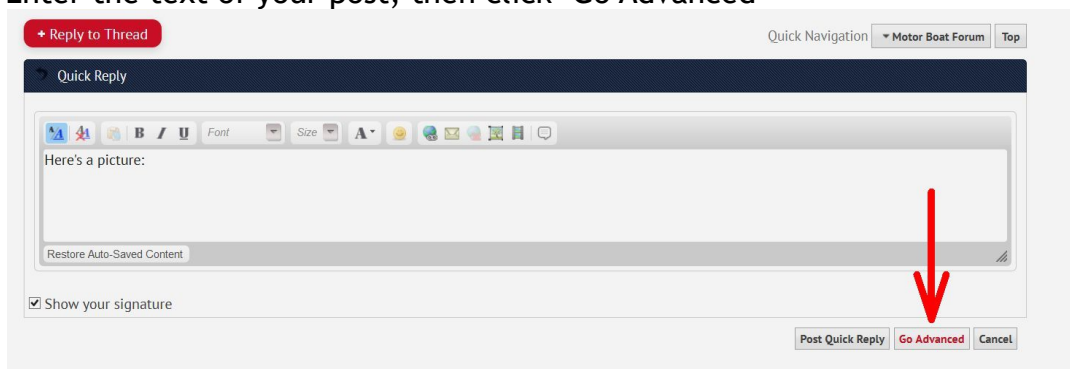 Enter the text of your post, then click 'Go Advanced'
+ Reply to Thread
Quick Navigation Motor Boat Forum Top
Quick Reply
B I U Font Size A
Here's a picture:
Restore Auto-Saved Content
Show your signature
Post Quick Reply Go Advanced Cancel